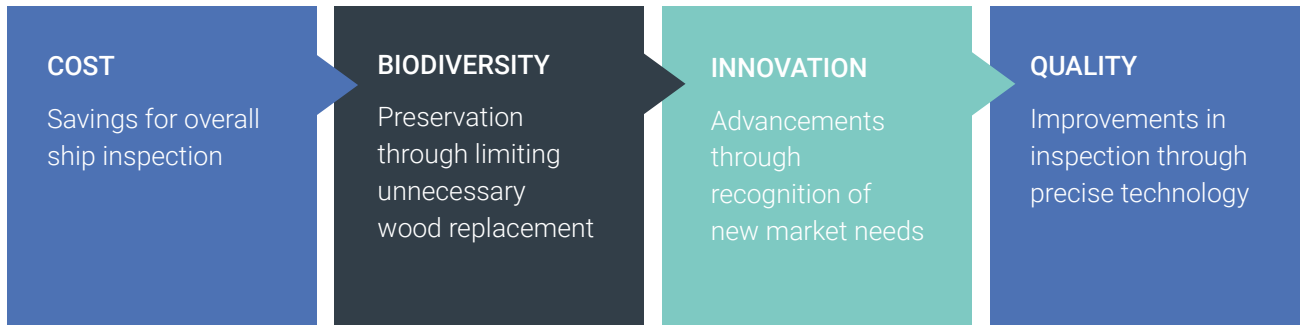 COST
Savings for overall
ship inspection
BIODIVERSITY
Preservation
through limiting
unnecessary
wood replacement
INNOVATION
Advancements
through
recognition of
new market needs
QUALITY
Improvements in
inspection through
precise technology